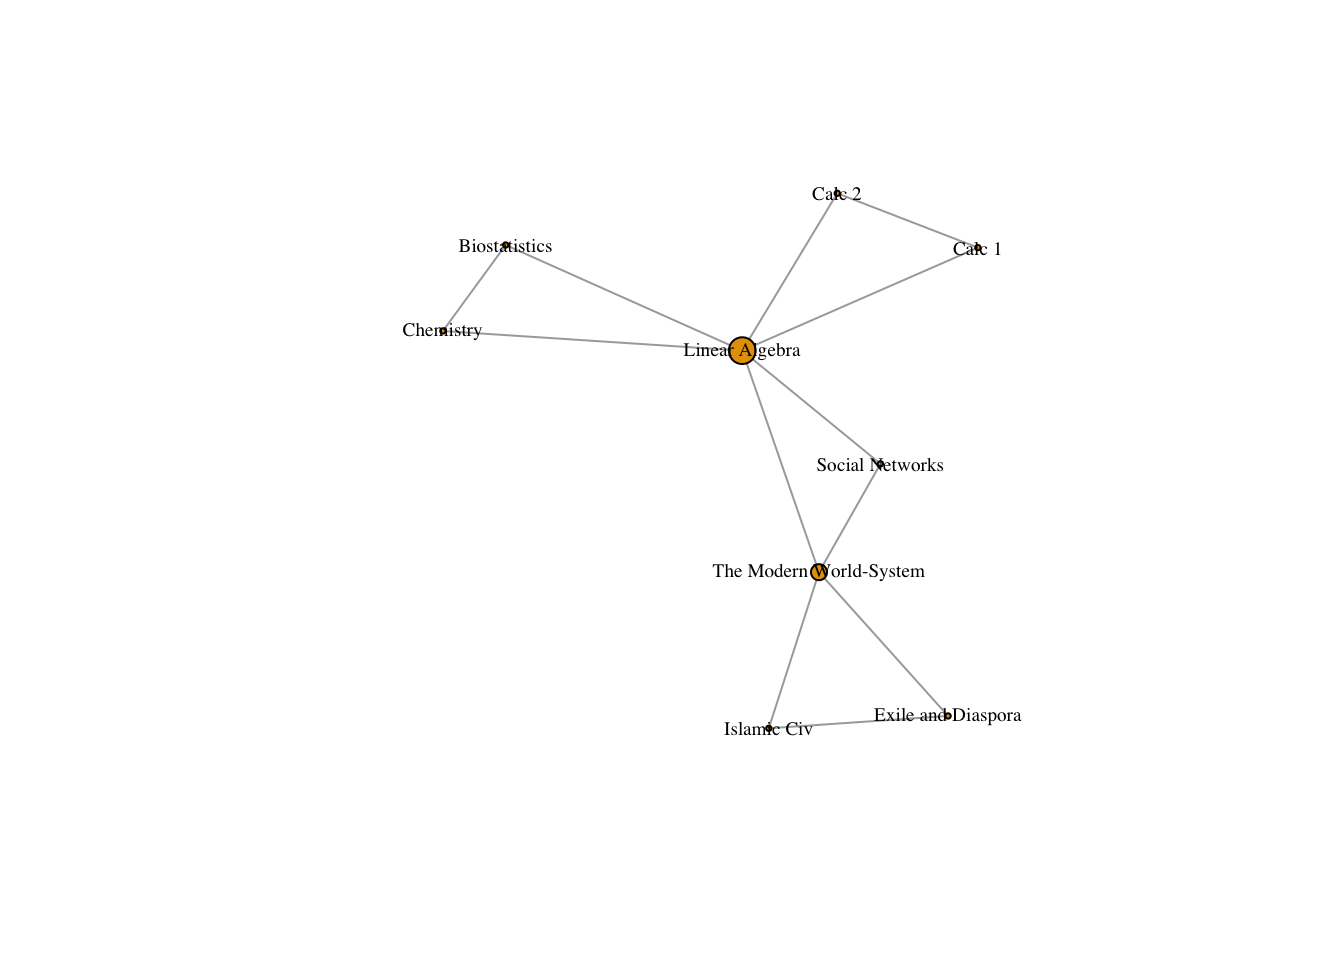 Calc 2
Biostatistics
Calc 1
Chemistry
Linear Algebra
Social Networks
The Modern World-System
Exile and Diaspora
Islamic Civ